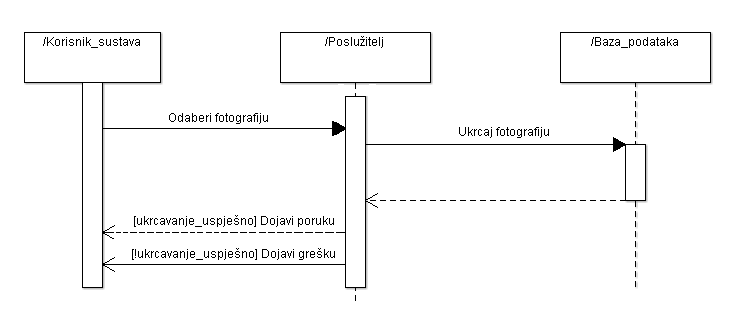 /Korisnik_sustava
/Poslužitelj
/Baza_podataka
Odaberi fotografiju
Ukrcaj fotografiju
[ukrcavanje_uspješno] Dojavi poruku
[!ukrcavanje_uspješno] Dojavi grešku